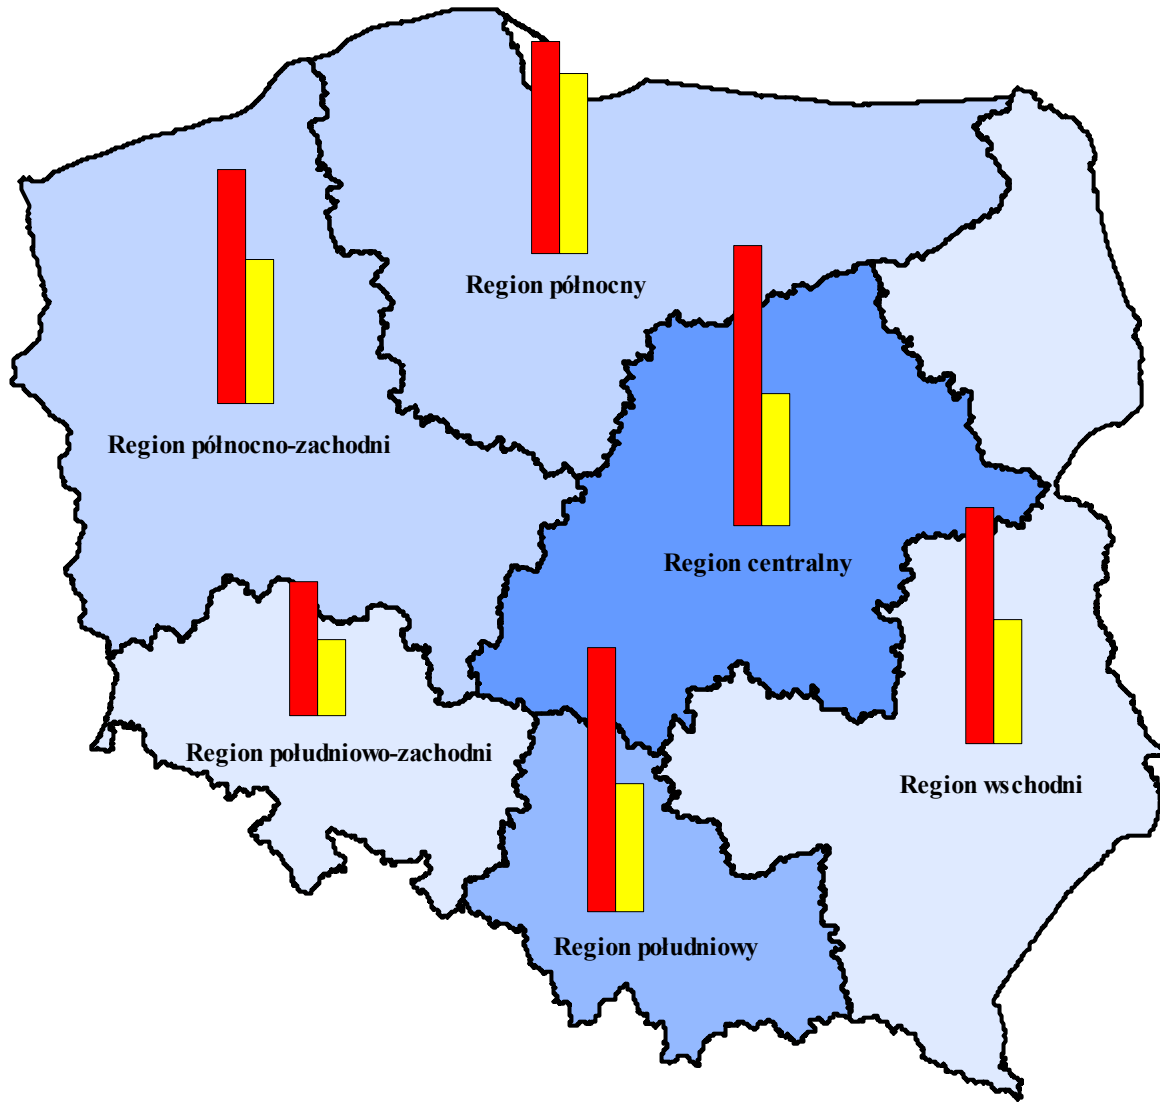 Region północny
Region północno-zachodni
Region centralny
Region południowo-zachodni
Region wschodni
Region południowy